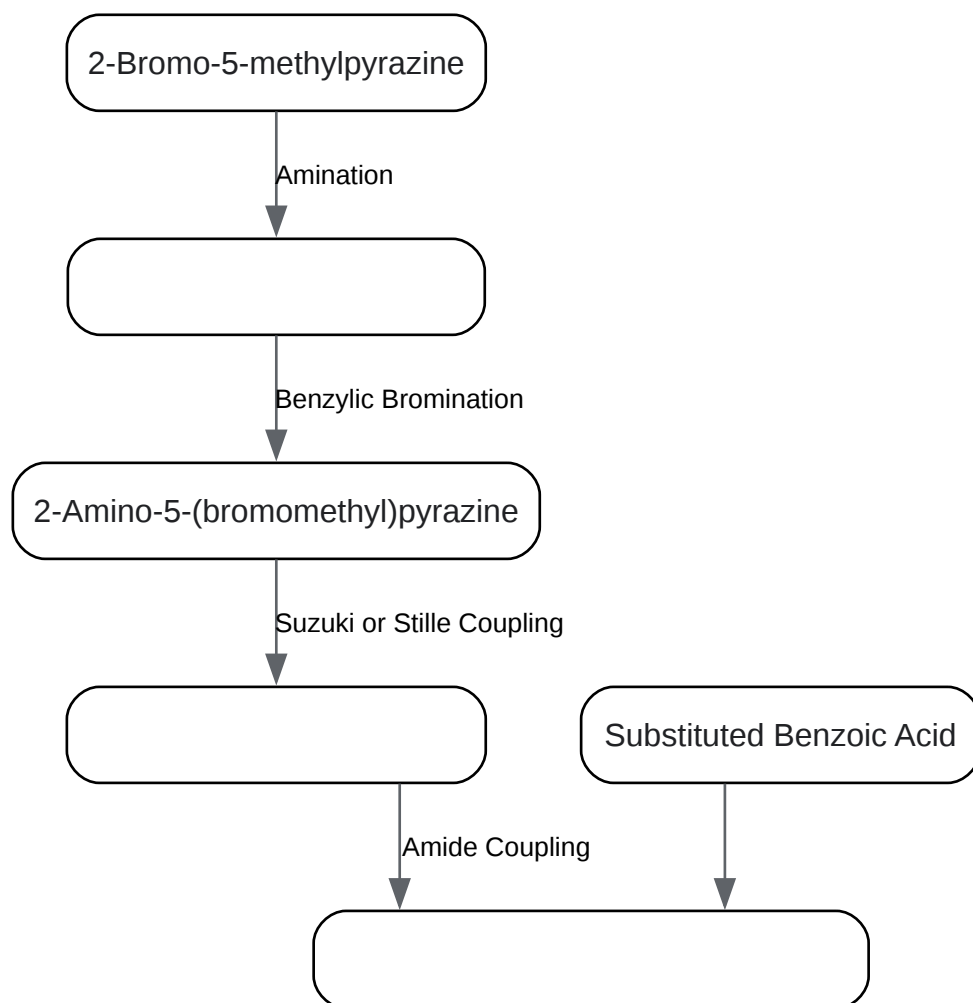 2-Bromo-5-methylpyrazine
Amination
Benzylic Bromination
2-Amino-5-(bromomethyl)pyrazine
Suzuki or Stille Coupling
Substituted Benzoic Acid
Amide Coupling